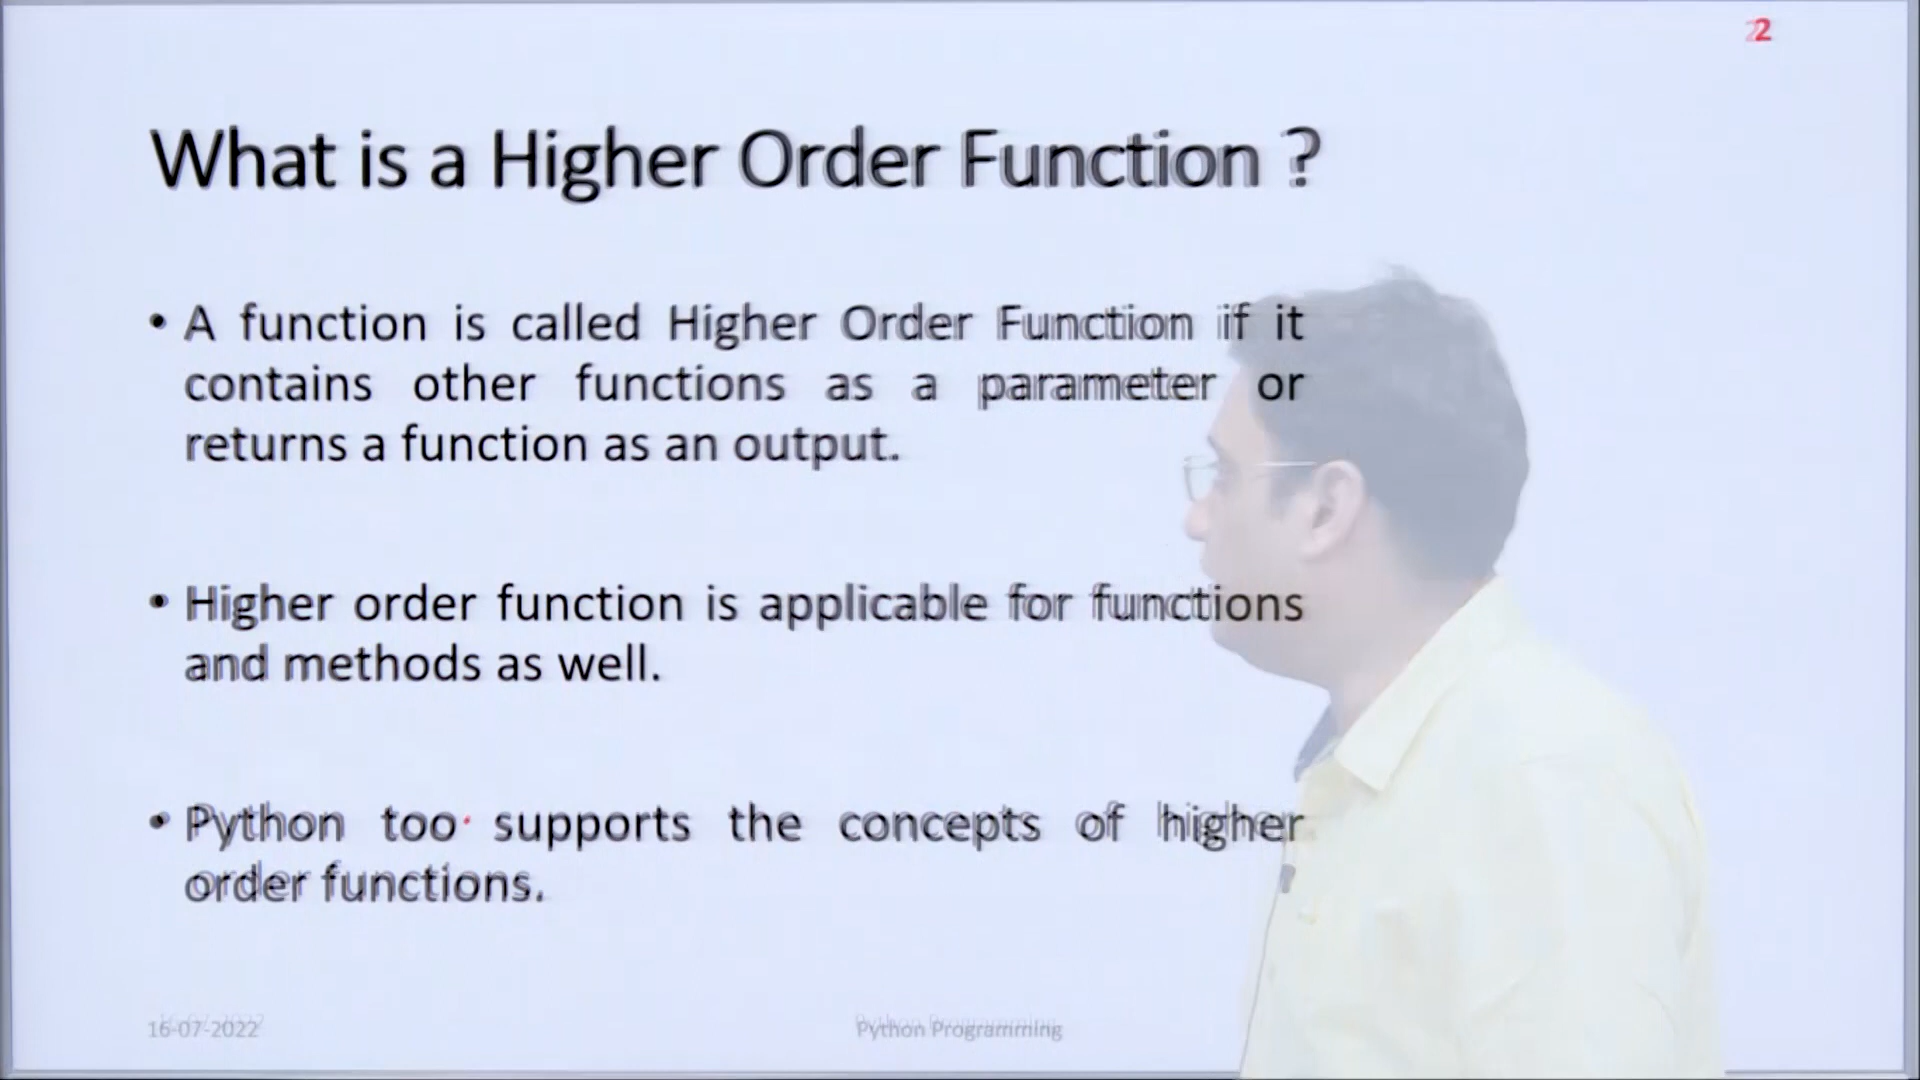 2
What is a Higher Order Function ?
• A function is called Higher Order Function if it
contains other functions as a parameter or
returns a function as an output.
• Higher order function is applicable for functions
and methods as well.
• Python too supports the concepts of higher
order functions.
16-07-2022
Python Programming